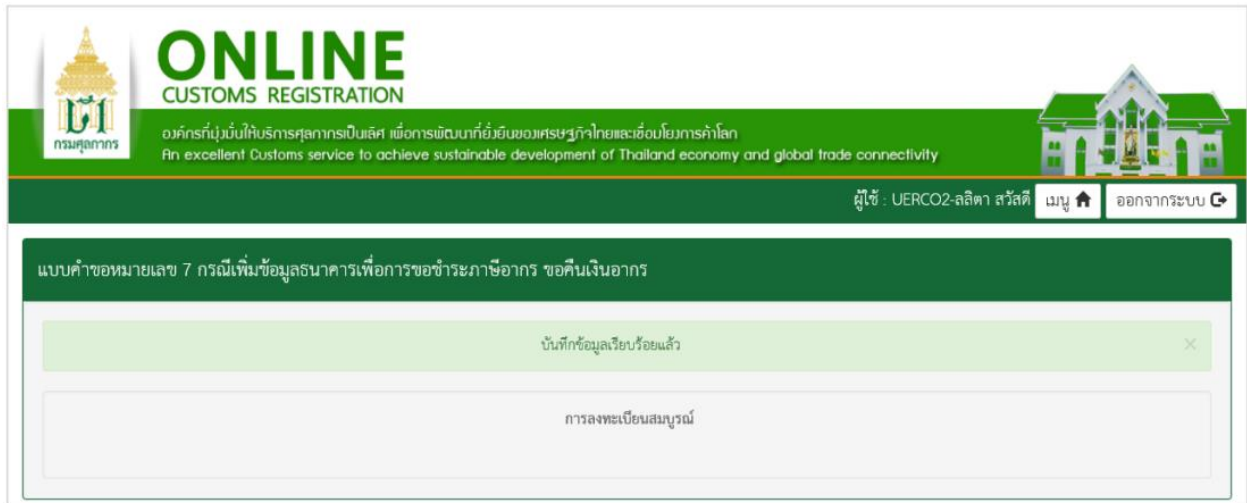 ONLINE
CUSTOMS REGISTRATION
กรมศุลกากร
องค์กรที่มุ่งมั่นให้บริการศุลกากรเป็นเลิศ เพื่อการพัฒนาที่ยั่งยืนของเศรษฐกิจไทยและเชื่อมโยงการค้าโลก
An excellent Customs service to achieve sustainable development of Thailand economy and global trade connectivity
ผู้ใช้ : UERCO2-ลลิตา สวัสดี เมนู ออกจากระบบ
แบบคำขอหมายเลข 7 กรณีเพิ่มข้อมูลธนาคารเพื่อการขอชำระภาษีอากร ขอคืนเงินอากร
บันทึกข้อมูลเรียบร้อยแล้ว ×
การลงทะเบียนสมบูรณ์